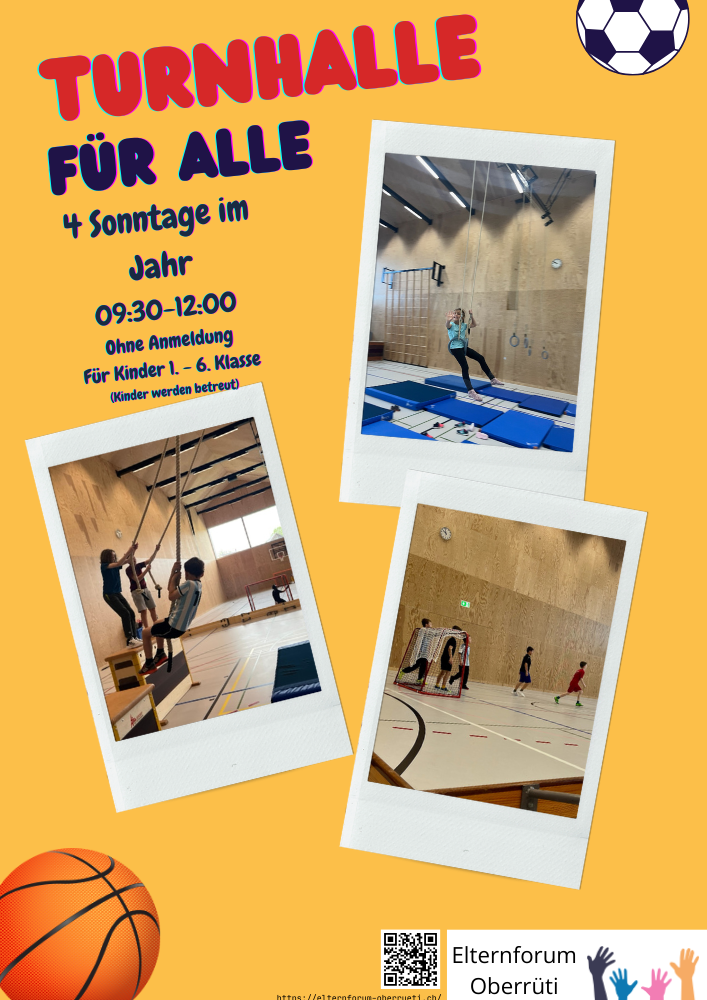 TURNHALLE
FÜR ALLE
4 Sonntage im
Jahr
09:30-12:00
Ohne Anmeldung
Für Kinder 1. - 6. Klasse
(Kinder werden betreut)
https://elternforum-oberrueti.ch/
Elternforum
Oberrüti